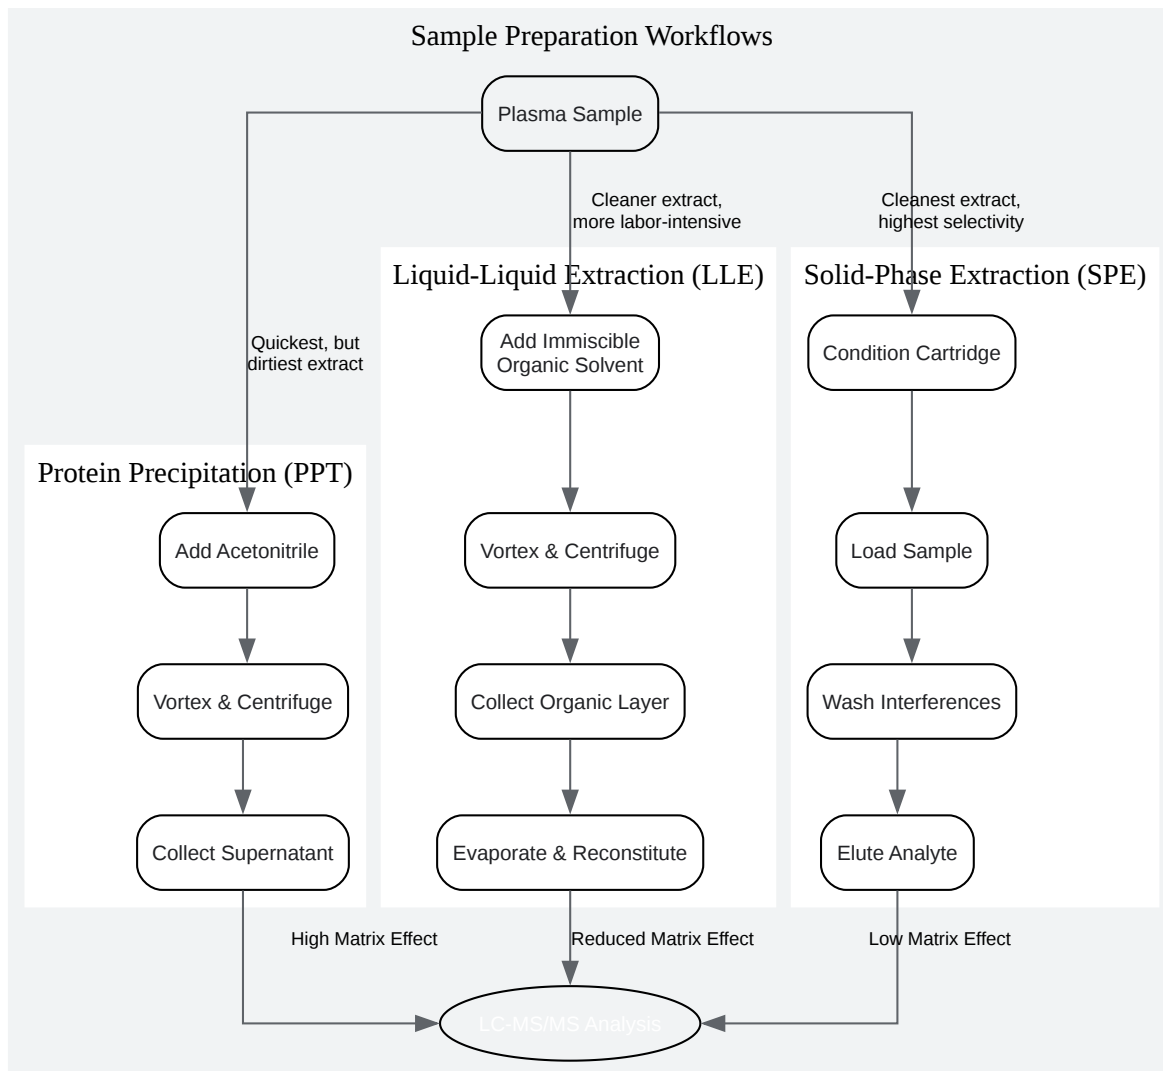 Sample Preparation Workflows
Plasma Sample
Cleaner extract,
more labor-intensive
Cleanest extract,
highest selectivity
Liquid-Liquid Extraction (LLE)
Solid-Phase Extraction (SPE)
Add Immiscible
Organic Solvent
Condition Cartridge
Quickest, but
dirtiest extract
Protein Precipitation (PPT)
Add Acetonitrile
Vortex & Centrifuge
Load Sample
Vortex & Centrifuge
Collect Organic Layer
Wash Interferences
Collect Supernatant
Evaporate & Reconstitute
Elute Analyte
High Matrix Effect
Reduced Matrix Effect
Low Matrix Effect
LC-MS/MS Analysis